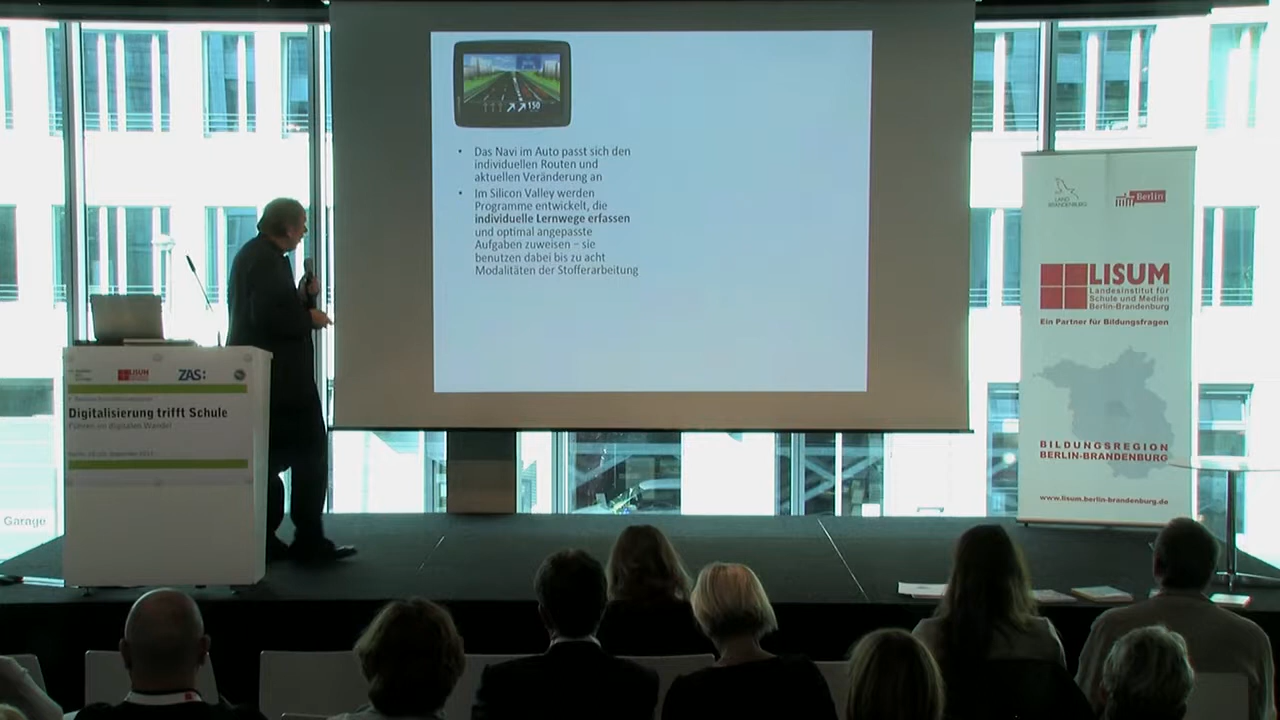 150
• Das Navi im Auto passt sich den
individuellen Routen und
aktuellen Veränderung an
• Im Silicon Valley werden
Programme entwickelt, die
individuelle Lernwege erfassen
und optimal angepasste
Aufgaben zuweisen – sie
benutzen dabei bis zu acht
Modalitäten der Stofferarbeitung
LISUM
ZAS:
Digitalisierung trifft Schule
Führen im digitalen Wandel
Garage
LAND
BRANDENBURG
Berlin
LISUM
Landesinstitut für
Schule und Medien
Berlin-Brandenburg
Ein Partner für Bildungsfragen
BILDUNGSREGION
BERLIN-BRANDENBURG
www.lisum.berlin-brandenburg.de